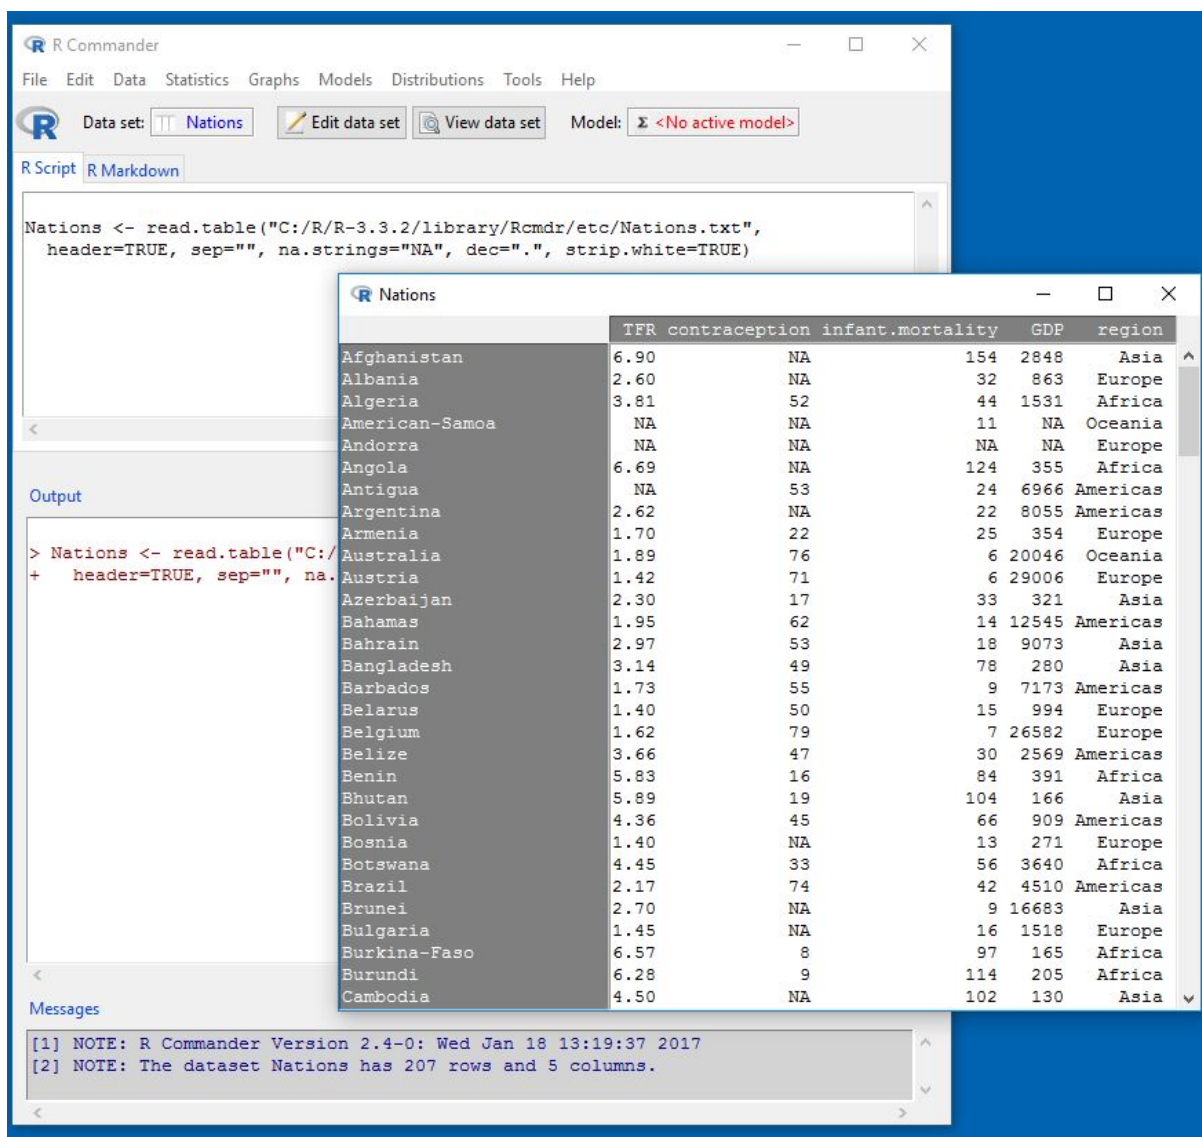 R Commander
File Edit Data Statistics Graphs Models Distributions Tools Help
R Data set: Nations Edit data set View data set Model: Σ <No active model>
R Script R Markdown
Nations <- read.table("C:/R/R-3.3.2/library/Rcmdr/etc/Nations.txt",
header=TRUE, sep="", na.strings="NA", dec=".", strip.white=TRUE)
Output
> Nations <- read.table("C:/
+ header=TRUE, sep="", na.
Messages
[1] NOTE: R Commander Version 2.4-0: Wed Jan 18 13:19:37 2017
[2] NOTE: The dataset Nations has 207 rows and 5 columns.
Nations
TFR contraception infant.mortality GDP region
Afghanistan 6.90 NA 154 2848 Asia
Albania 2.60 NA 32 863 Europe
Algeria 3.81 52 44 1531 Africa
American-Samoa NA NA 11 NA Oceania
Andorra NA NA NA NA Europe
Angola 6.69 NA 124 355 Africa
Antigua NA 53 24 6966 Americas
Argentina 2.62 NA 22 8055 Americas
Armenia 1.70 22 25 354 Europe
Australia 1.89 76 6 20046 Oceania
Austria 1.42 71 6 29006 Europe
Azerbaijan 2.30 17 33 321 Asia
Bahamas 1.95 62 14 12545 Americas
Bahrain 2.97 53 18 9073 Asia
Bangladesh 3.14 49 78 280 Asia
Barbados 1.73 55 9 7173 Americas
Belarus 1.40 50 15 994 Europe
Belgium 1.62 79 7 26582 Europe
Belize 3.66 47 30 2569 Americas
Benin 5.83 16 84 391 Africa
Bhutan 5.89 19 104 166 Asia
Bolivia 4.36 45 66 909 Americas
Bosnia 1.40 NA 13 271 Europe
Botswana 4.45 33 56 3640 Africa
Brazil 2.17 74 42 4510 Americas
Brunei 2.70 NA 9 16683 Asia
Bulgaria 1.45 NA 16 1518 Europe
Burkina-Faso 6.57 8 97 165 Africa
Burundi 6.28 9 114 205 Africa
Cambodia 4.50 NA 102 130 Asia